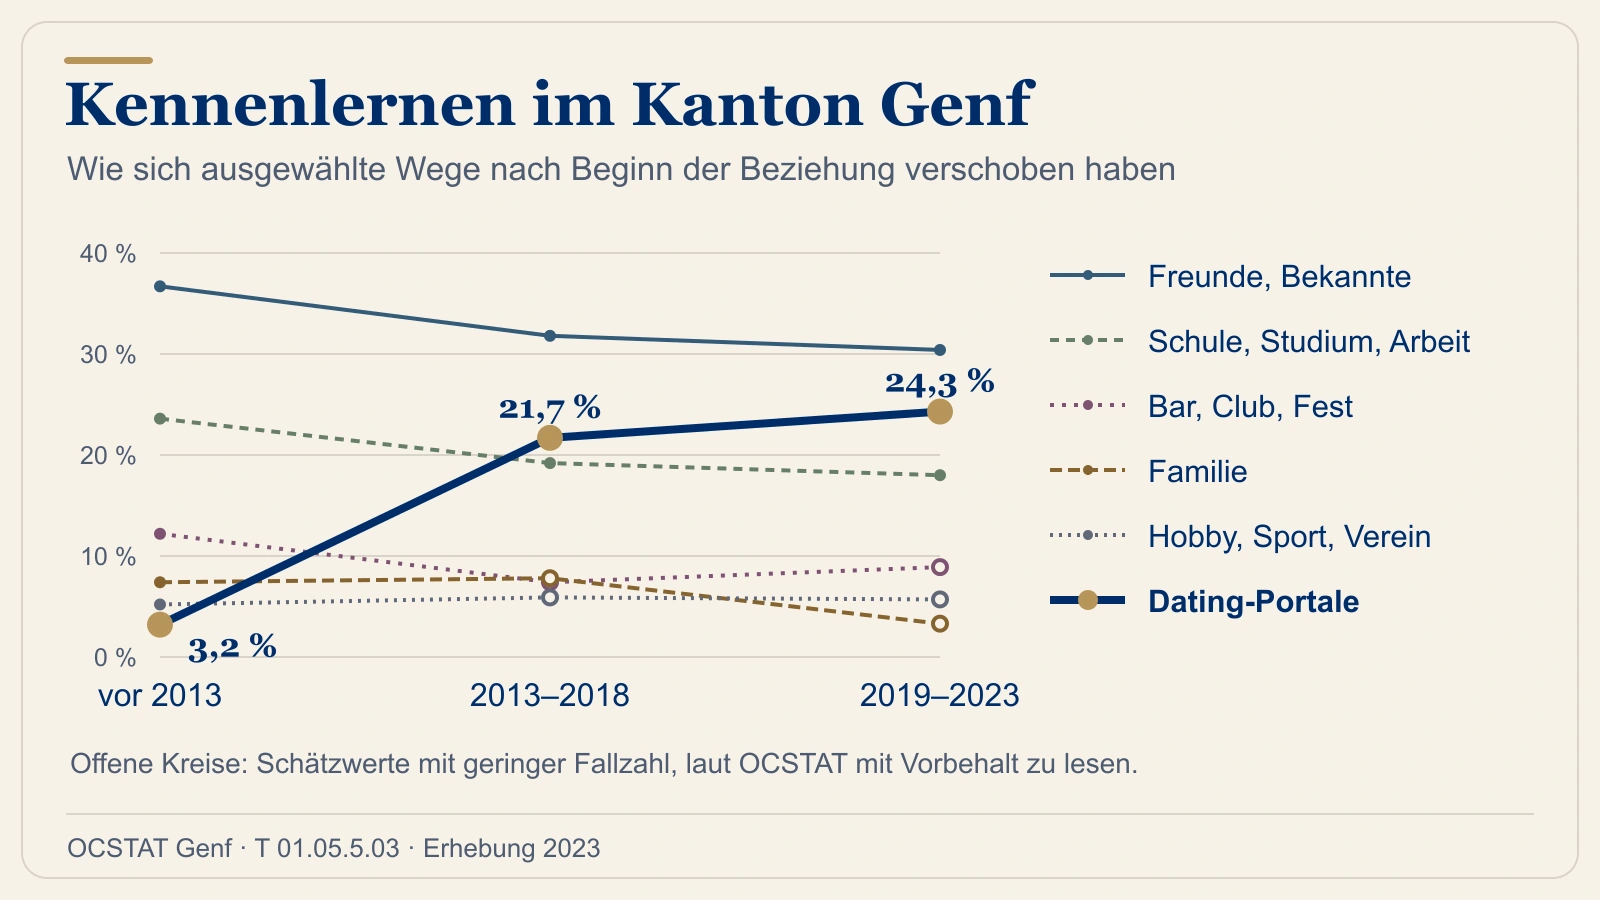 Kennenlernen im Kanton Genf
Wie sich ausgewählte Wege nach Beginn der Beziehung verschoben haben
40 %
30 %
20 %
10 %
0 %
21,7 %
24,3 %
3,2 %
vor 2013
2013–2018
2019–2023
Freunde, Bekannte
Schule, Studium, Arbeit
Bar, Club, Fest
Familie
Hobby, Sport, Verein
Dating-Portale
Offene Kreise: Schätzwerte mit geringer Fallzahl, laut OCSTAT mit Vorbehalt zu lesen.
OCSTAT Genf · T 01.05.5.03 · Erhebung 2023